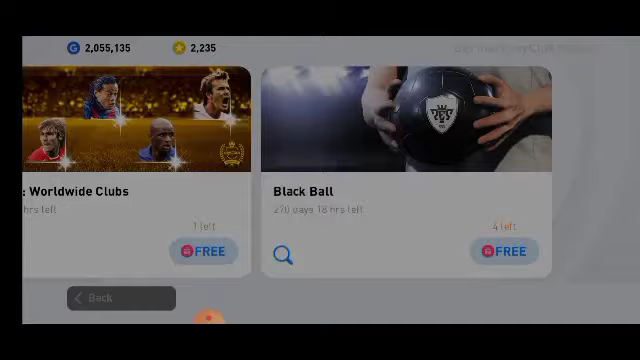 2,055,135 2,235
: Worldwide Clubs
hrs left
1 left
FREE
Black Ball
270 days 18 hrs left
4 left
FREE
Back